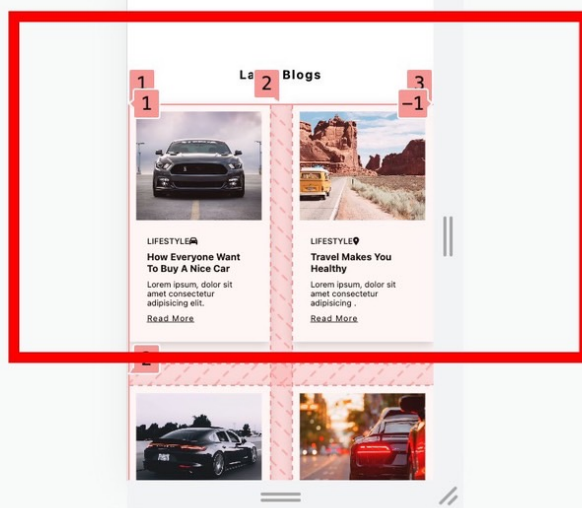 Blogs
1 2 3
1 −1
LIFESTYLE
How Everyone Want
To Buy A Nice Car
Lorem ipsum, dolor sit
amet consectetur
adipisicing elit.
Read More
LIFESTYLE
Travel Makes You
Healthy
Lorem ipsum, dolor sit
amet consectetur
adipisicing .
Read More
2